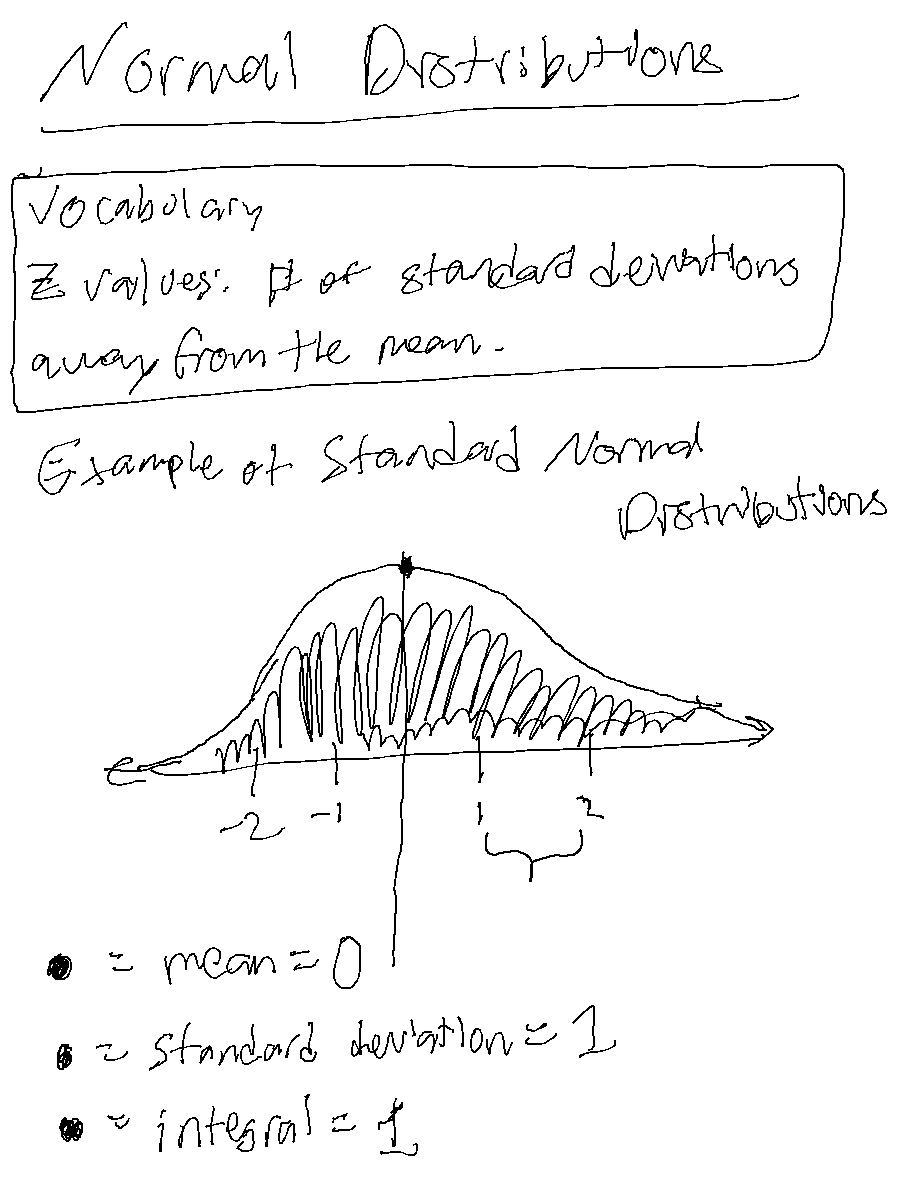 Normal Distributions
Vocabulary
Z values: # of standard deviations
away from the mean.
Example of Standard Normal
Distributions
-2 -1 1 2
= mean = 0
= standard deviation = 1
= integral = 1